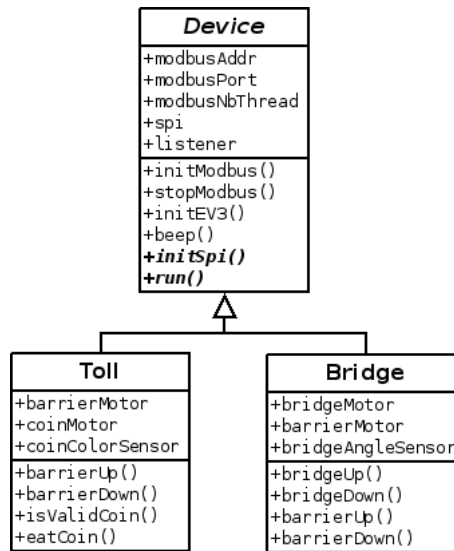 Device
+modbusAddr
+modbusPort
+modbusNbThread
+spi
+listener
+initModbus()
+stopModbus()
+initEV3()
+beep()
+initSpi()
+run()
Toll
+barrierMotor
+coinMotor
+coinColorSensor
+barrierUp()
+barrierDown()
+isValidCoin()
+eatCoin()
Bridge
+bridgeMotor
+barrierMotor
+bridgeAngleSensor
+bridgeUp()
+bridgeDown()
+barrierUp()
+barrierDown()